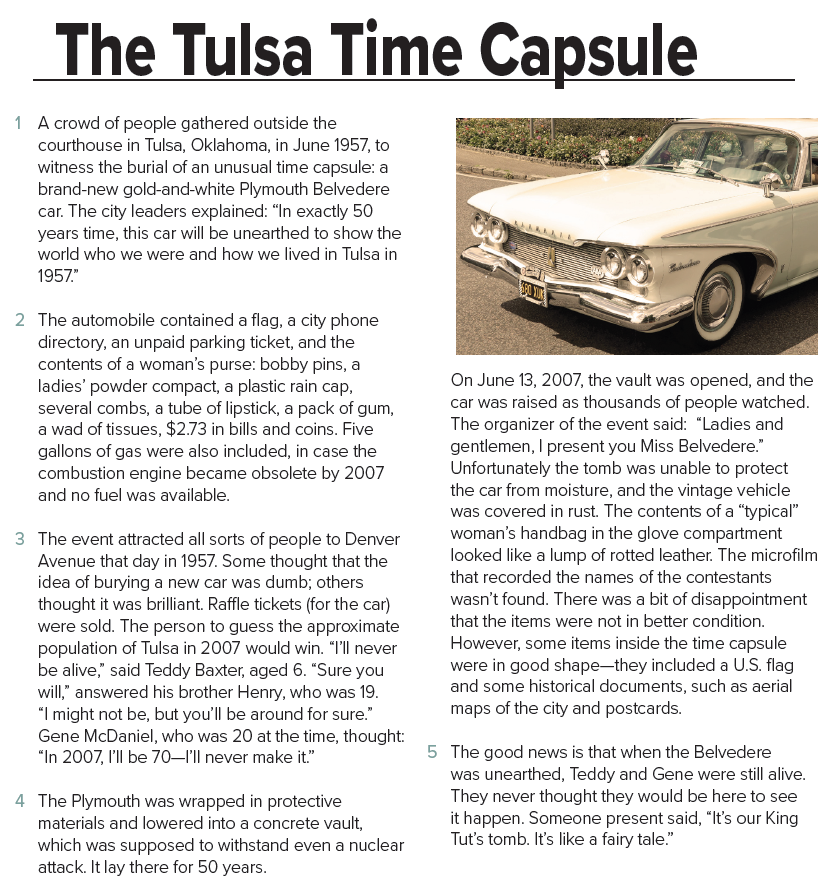 The Tulsa Time Capsule
1 A crowd of people gathered outside the
courthouse in Tulsa, Oklahoma, in June 1957, to
witness the burial of an unusual time capsule: a
brand-new gold-and-white Plymouth Belvedere
car. The city leaders explained: “In exactly 50
years time, this car will be unearthed to show the
world who we were and how we lived in Tulsa in
1957.”
2 The automobile contained a flag, a city phone
directory, an unpaid parking ticket, and the
contents of a woman’s purse: bobby pins, a
ladies’ powder compact, a plastic rain cap,
several combs, a tube of lipstick, a pack of gum,
a wad of tissues, $2.73 in bills and coins. Five
gallons of gas were also included, in case the
combustion engine became obsolete by 2007
and no fuel was available.
3 The event attracted all sorts of people to Denver
Avenue that day in 1957. Some thought that the
idea of burying a new car was dumb; others
thought it was brilliant. Raffle tickets (for the car)
were sold. The person to guess the approximate
population of Tulsa in 2007 would win. “I’ll never
be alive,” said Teddy Baxter, aged 6. “Sure you
will,” answered his brother Henry, who was 19.
“I might not be, but you’ll be around for sure.”
Gene McDaniel, who was 20 at the time, thought:
“In 2007, I’ll be 70—I’ll never make it.”
4 The Plymouth was wrapped in protective
materials and lowered into a concrete vault,
which was supposed to withstand even a nuclear
attack. It lay there for 50 years.
On June 13, 2007, the vault was opened, and the
car was raised as thousands of people watched.
The organizer of the event said:  “Ladies and
gentlemen, I present you Miss Belvedere.”
Unfortunately the tomb was unable to protect
the car from moisture, and the vintage vehicle
was covered in rust. The contents of a “typical”
woman’s handbag in the glove compartment
looked like a lump of rotted leather. The microfilm
that recorded the names of the contestants
wasn’t found. There was a bit of disappointment
that the items were not in better condition.
However, some items inside the time capsule
were in good shape—they included a U.S. flag
and some historical documents, such as aerial
maps of the city and postcards.
5 The good news is that when the Belvedere
was unearthed, Teddy and Gene were still alive.
They never thought they would be here to see
it happen. Someone present said, “It’s our King
Tut’s tomb. It’s like a fairy tale.”